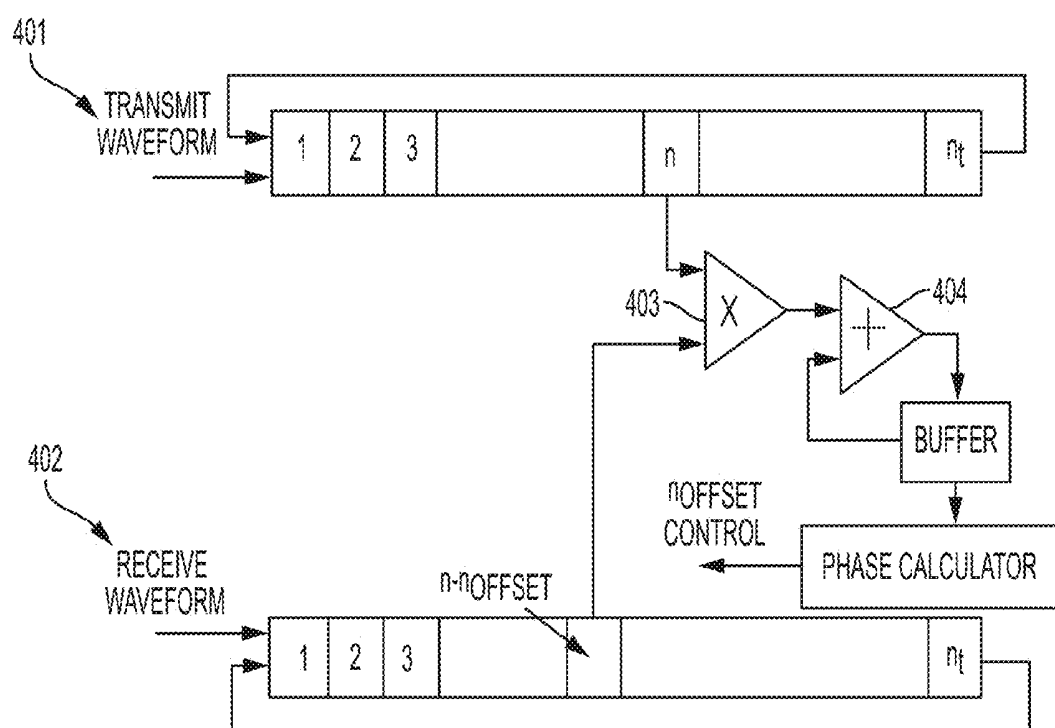 401
TRANSMIT
WAVEFORM
1 2 3 n nt
403
X
404
+
BUFFER
402
RECEIVE
WAVEFORM
nOFFSET
CONTROL
PHASE CALCULATOR
n-nOFFSET
1 2 3 nt